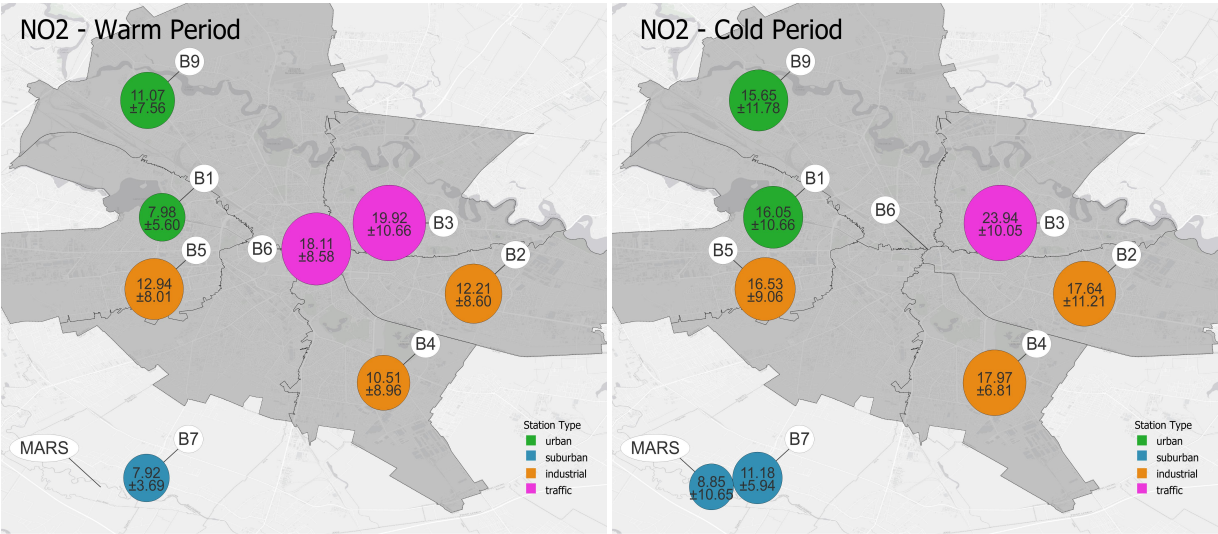 NO2 - Warm Period
B9
11.07
±7.56
B1
7.98
±5.60
B5
12.94
±8.01
B6
18.11
±8.58
19.92
±10.66
B3
B2
12.21
±8.60
B4
10.51
±8.96
MARS
B7
7.92
±3.69
Station Type
urban
suburban
industrial
traffic
NO2 - Cold Period
B9
15.65
±11.78
B1
16.05
±10.66
B6
B5
16.53
±9.06
23.94
±10.05
B3
B2
17.64
±11.21
B4
17.97
±6.81
MARS
B7
8.85
±10.65
11.18
±5.94
Station Type
urban
suburban
industrial
traffic